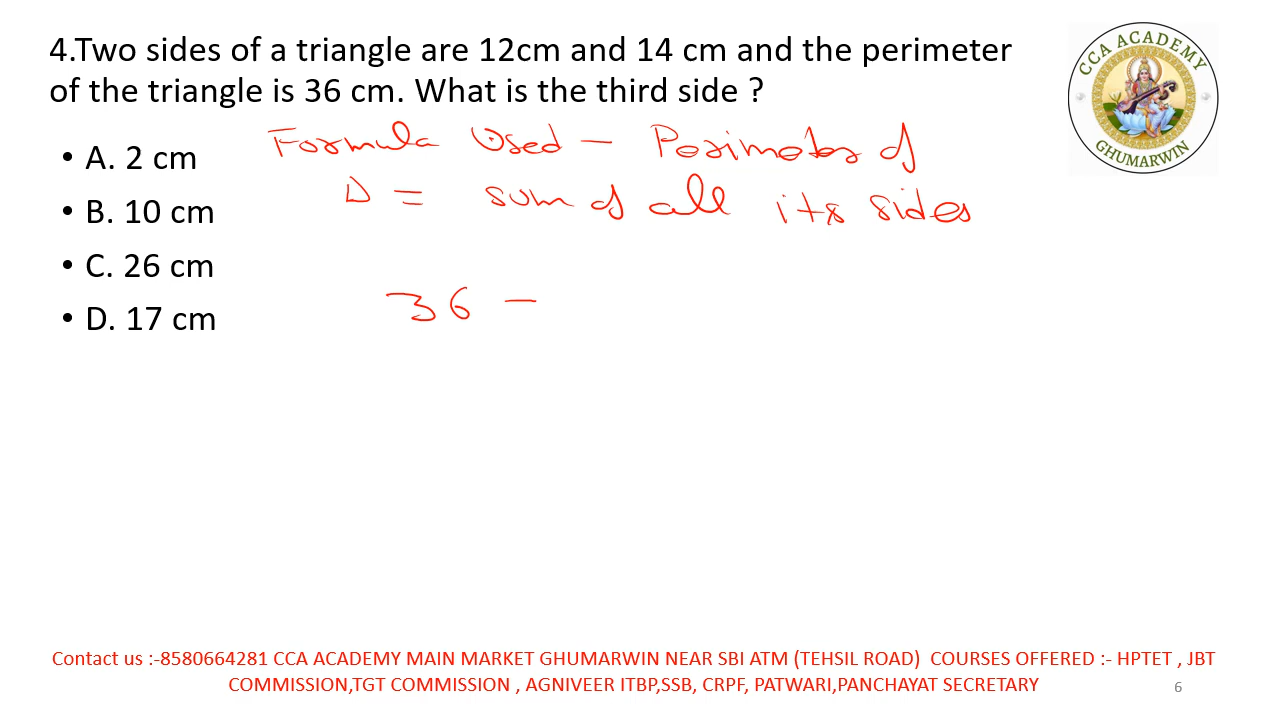 4.Two sides of a triangle are 12cm and 14 cm and the perimeter
of the triangle is 36 cm. What is the third side ?
CCA ACADEMY
GHUMARWIN
• A. 2 cm
• B. 10 cm
• C. 26 cm
• D. 17 cm
Formula Used – Perimeter of
Δ = sum of all its sides
36 –
Contact us :-8580664281 CCA ACADEMY MAIN MARKET GHUMARWIN NEAR SBI ATM (TEHSIL ROAD) COURSES OFFERED :- HPTET , JBT
COMMISSION,TGT COMMISSION , AGNIVEER ITBP,SSB, CRPF, PATWARI,PANCHAYAT SECRETARY
6